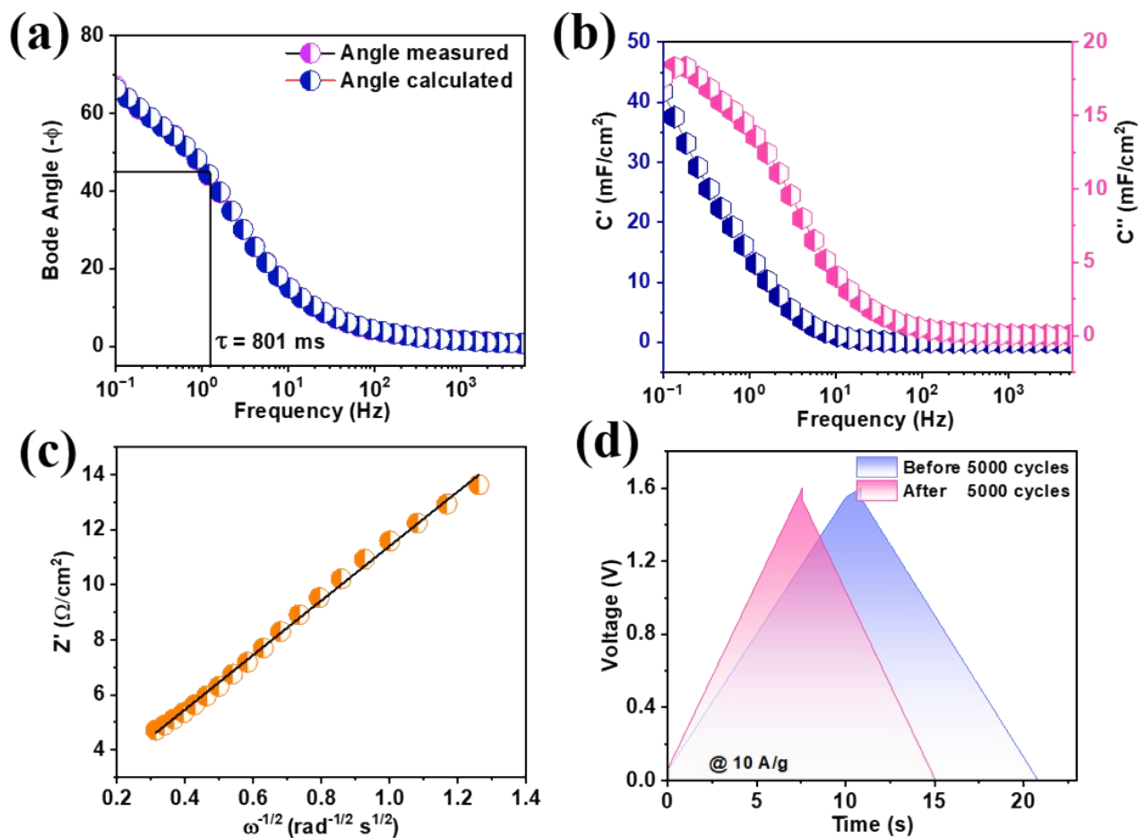 (a)
80
60
40
20
0
Bode Angle (-ϕ)
Angle measured
Angle calculated
τ = 801 ms
10⁻¹ 10⁰ 10¹ 10² 10³
Frequency (Hz)
(b)
50
40
30
20
10
0
C' (mF/cm²)
20
15
10
5
0
C'' (mF/cm²)
10⁻¹ 10⁰ 10¹ 10² 10³
Frequency (Hz)
(c)
14
12
10
8
6
4
Z' (Ω/cm²)
0.2 0.4 0.6 0.8 1.0 1.2 1.4
ω⁻¹/² (rad⁻¹/² s¹/²)
(d)
1.6
1.2
0.8
0.4
0.0
Voltage (V)
Before 5000 cycles
After 5000 cycles
@ 10 A/g
0 5 10 15 20
Time (s)